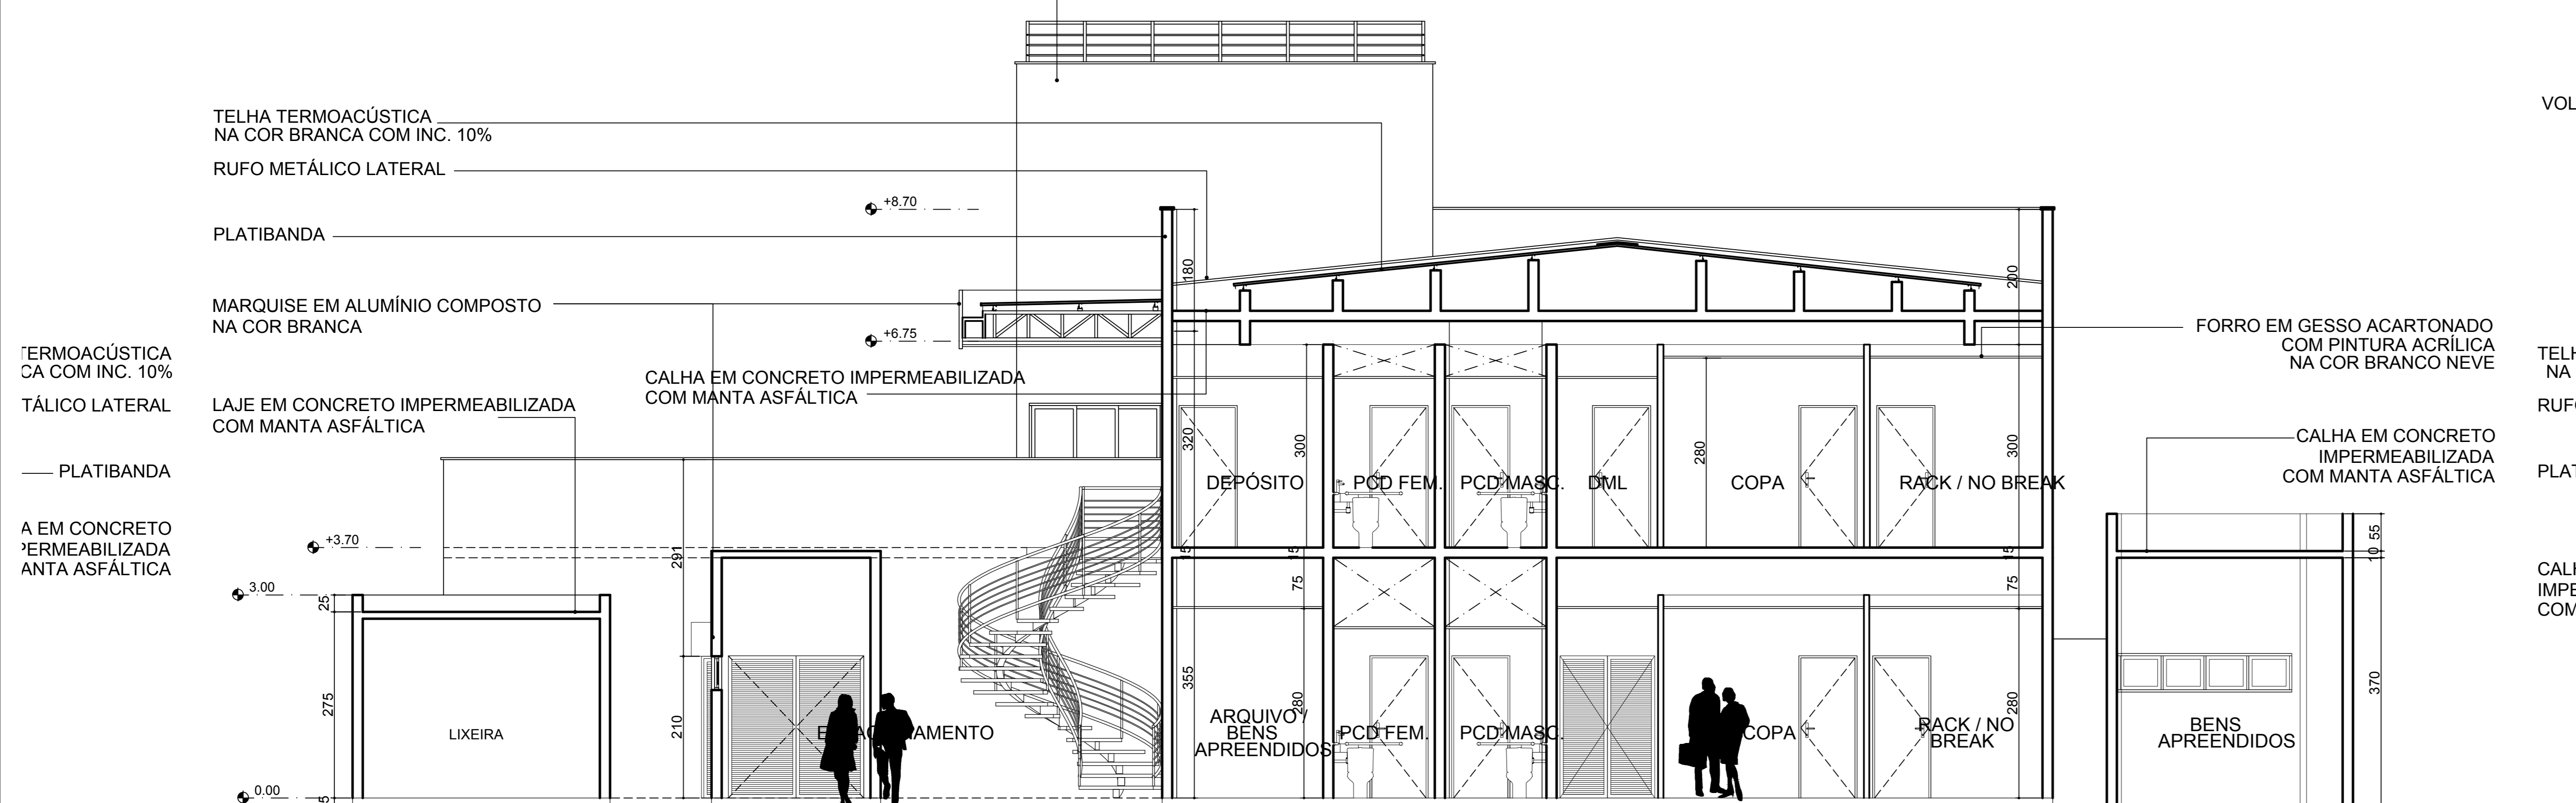 TELHA TERMOACÚSTICA
NA COR BRANCA COM INC. 10%
RUFO METÁLICO LATERAL
PLATIBANDA
MARQUISE EM ALUMÍNIO COMPOSTO
NA COR BRANCA
CALHA EM CONCRETO IMPERMEABILIZADA
COM MANTA ASFÁLTICA
LAJE EM CONCRETO IMPERMEABILIZADA
COM MANTA ASFÁLTICA
TERMOACÚSTICA
CA COM INC. 10%
TÁLICO LATERAL
PLATIBANDA
A EM CONCRETO
PERMEABILIZADA
ANTA ASFÁLTICA
+8.70
+6.75
+3.70
3.00
0.00
25
275
5
291
210
LIXEIRA
180
320
15
355
300
15
75
280
200
300
15
75
280
280
DEPÓSITO
PCD FEM.
PCD MASC.
DML
COPA
RACK / NO BREAK
ARQUIVO /
BENS
APREENDIDOS
PCD FEM.
PCD MASC.
COPA
RACK / NO
BREAK
FORRO EM GESSO ACARTONADO
COM PINTURA ACRÍLICA
NA COR BRANCO NEVE
CALHA EM CONCRETO
IMPERMEABILIZADA
COM MANTA ASFÁLTICA
55
10
370
BENS
APREENDIDOS
VOL
TELH
NA
RUFO
PLAT
CALH
IMPE
COM